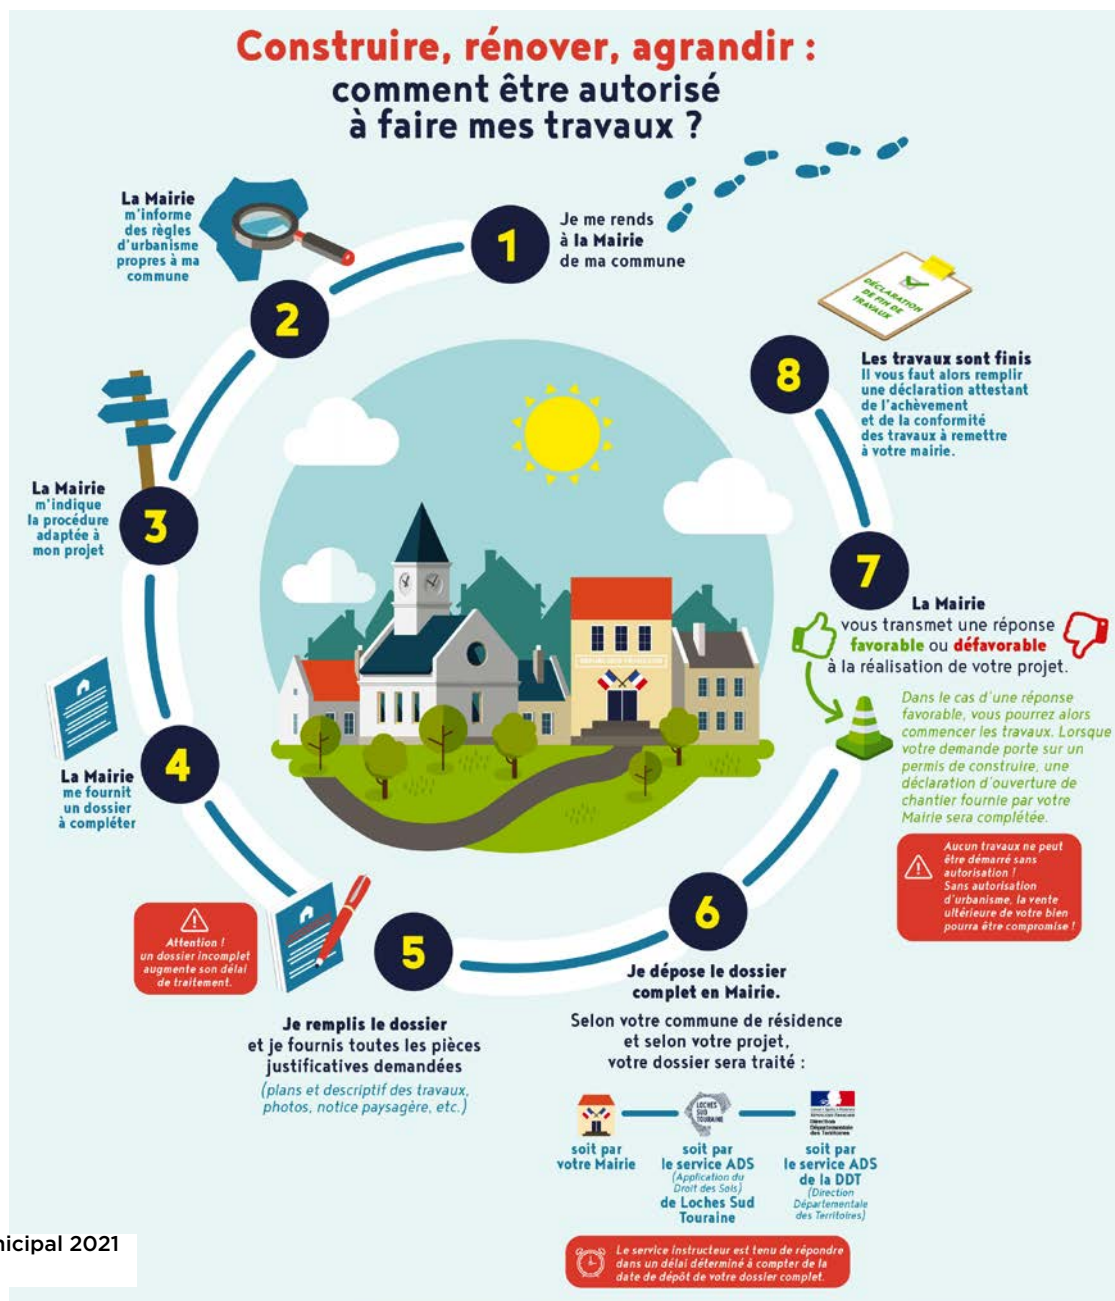 Construire, rénover, agrandir :
comment être autorisé
à faire mes travaux ?
1
Je me rends
à la Mairie
de ma commune
La Mairie
m'informe
des règles
d'urbanisme
propres à ma
commune
2
La Mairie
m'indique
la procédure
adaptée à
mon projet
3
La Mairie
me fournit
un dossier
à compléter
4
Attention !
un dossier incomplet
augmente son délai
de traitement.
5
Je remplis le dossier
et je fournis toutes les pièces
justificatives demandées
(plans et descriptif des travaux,
photos, notice paysagère, etc.)
6
Je dépose le dossier
complet en Mairie.
Selon votre commune de résidence
et selon votre projet,
votre dossier sera traité :
soit par
votre Mairie
LOCHES
SUD
TOURAINE
soit par
le service ADS
(Application du
Droit des Sols)
de Loches Sud
Touraine
Direction
Départementale
des Territoires
soit par
le service ADS
de la DDT
(Direction
Départementale
des Territoires)
Le service instructeur est tenu de répondre
dans un délai déterminé à compter de la
date de dépôt de votre dossier complet.
7
La Mairie
vous transmet une réponse
favorable ou défavorable
à la réalisation de votre projet.
Dans le cas d'une réponse
favorable, vous pourrez alors
commencer les travaux. Lorsque
votre demande porte sur un
permis de construire, une
déclaration d'ouverture de
chantier fournie par votre
Mairie sera complétée.
Aucun travaux ne peut
être démarré sans
autorisation !
Sans autorisation
d'urbanisme, la vente
ultérieure de votre bien
pourra être compromise !
8
DÉCLARATION
DE FIN DE
TRAVAUX
Les travaux sont finis
Il vous faut alors remplir
une déclaration attestant
de l'achèvement
et de la conformité
des travaux à remettre
à votre mairie.
RÉPUBLIQUE FRANÇAISE
nicipal 2021